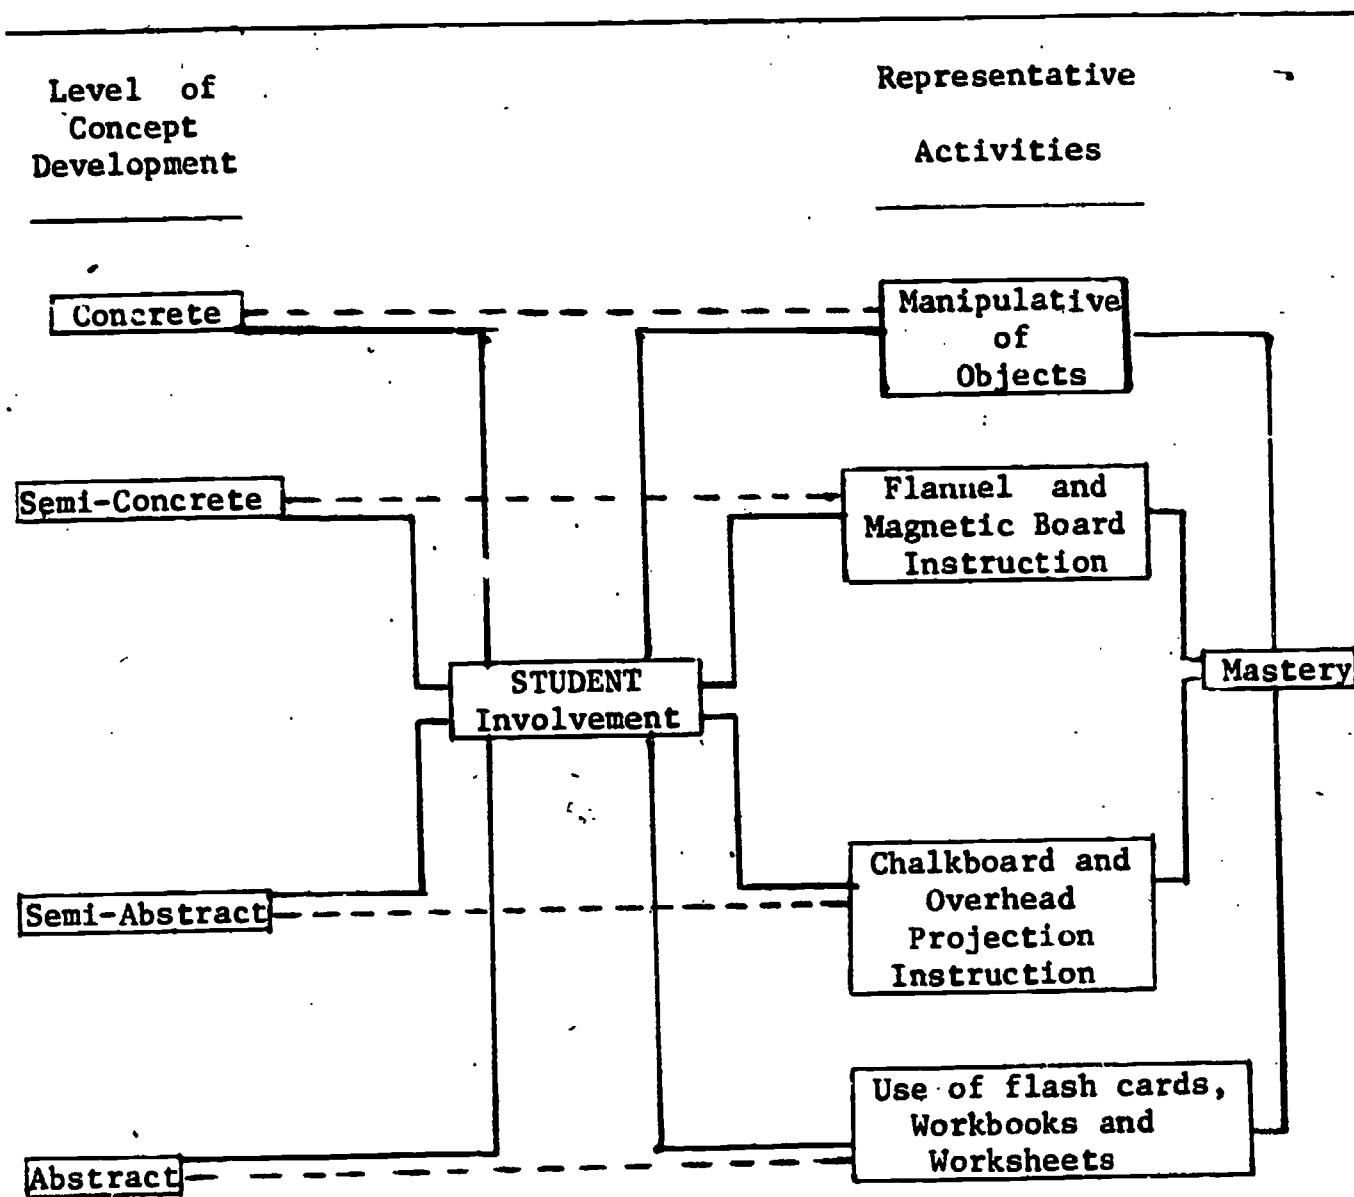 Level of
Concept
Development
Representative
Activities
Concrete
Manipulative
of
Objects
Semi-Concrete
Flannel and
Magnetic Board
Instruction
STUDENT
Involvement
Mastery
Semi-Abstract
Chalkboard and
Overhead
Projection
Instruction
Abstract
Use of flash cards,
Workbooks and
Worksheets